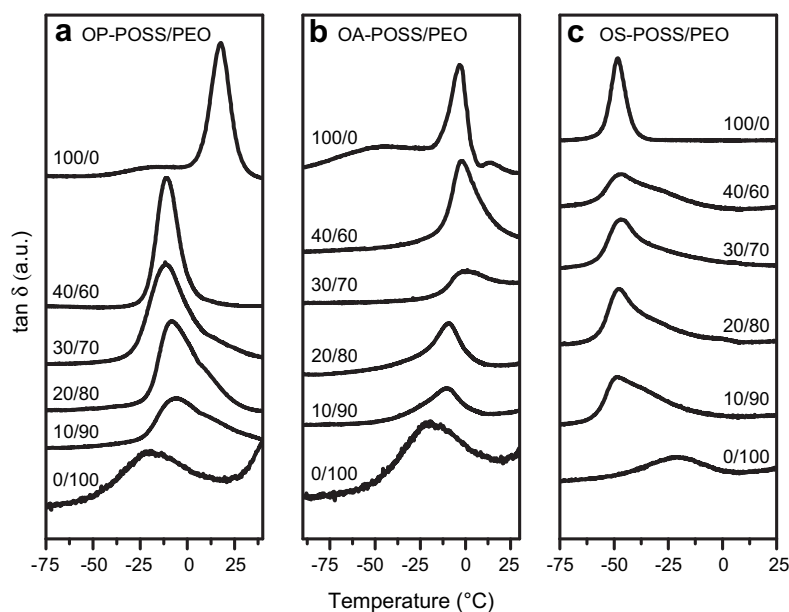 a OP-POSS/PEO
100/0
40/60
30/70
20/80
10/90
0/100
b OA-POSS/PEO
100/0
40/60
30/70
20/80
10/90
0/100
c OS-POSS/PEO
100/0
40/60
30/70
20/80
10/90
0/100
tan δ (a.u.)
-75 -50 -25 0 25
-75 -50 -25 0 25
-75 -50 -25 0 25
Temperature (°C)